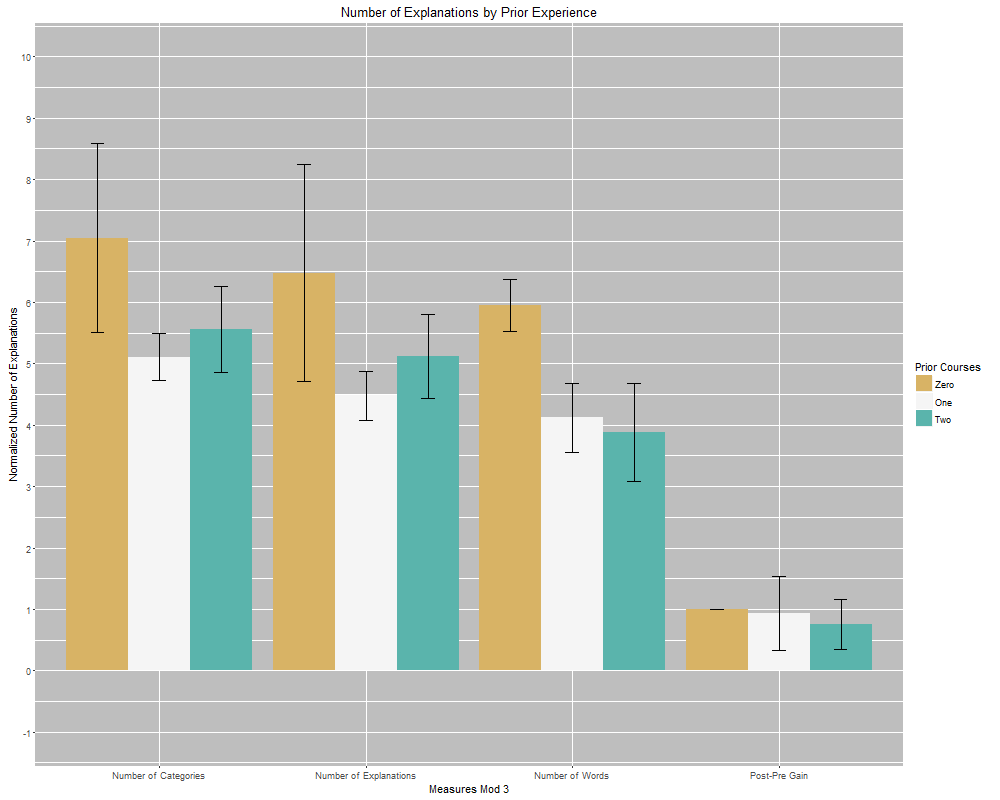 Number of Explanations by Prior Experience
Normalized Number of Explanations
10
9
8
7
6
5
4
3
2
1
0
-1
Number of Categories
Number of Explanations
Number of Words
Post-Pre Gain
Measures Mod 3
Prior Courses
Zero
One
Two